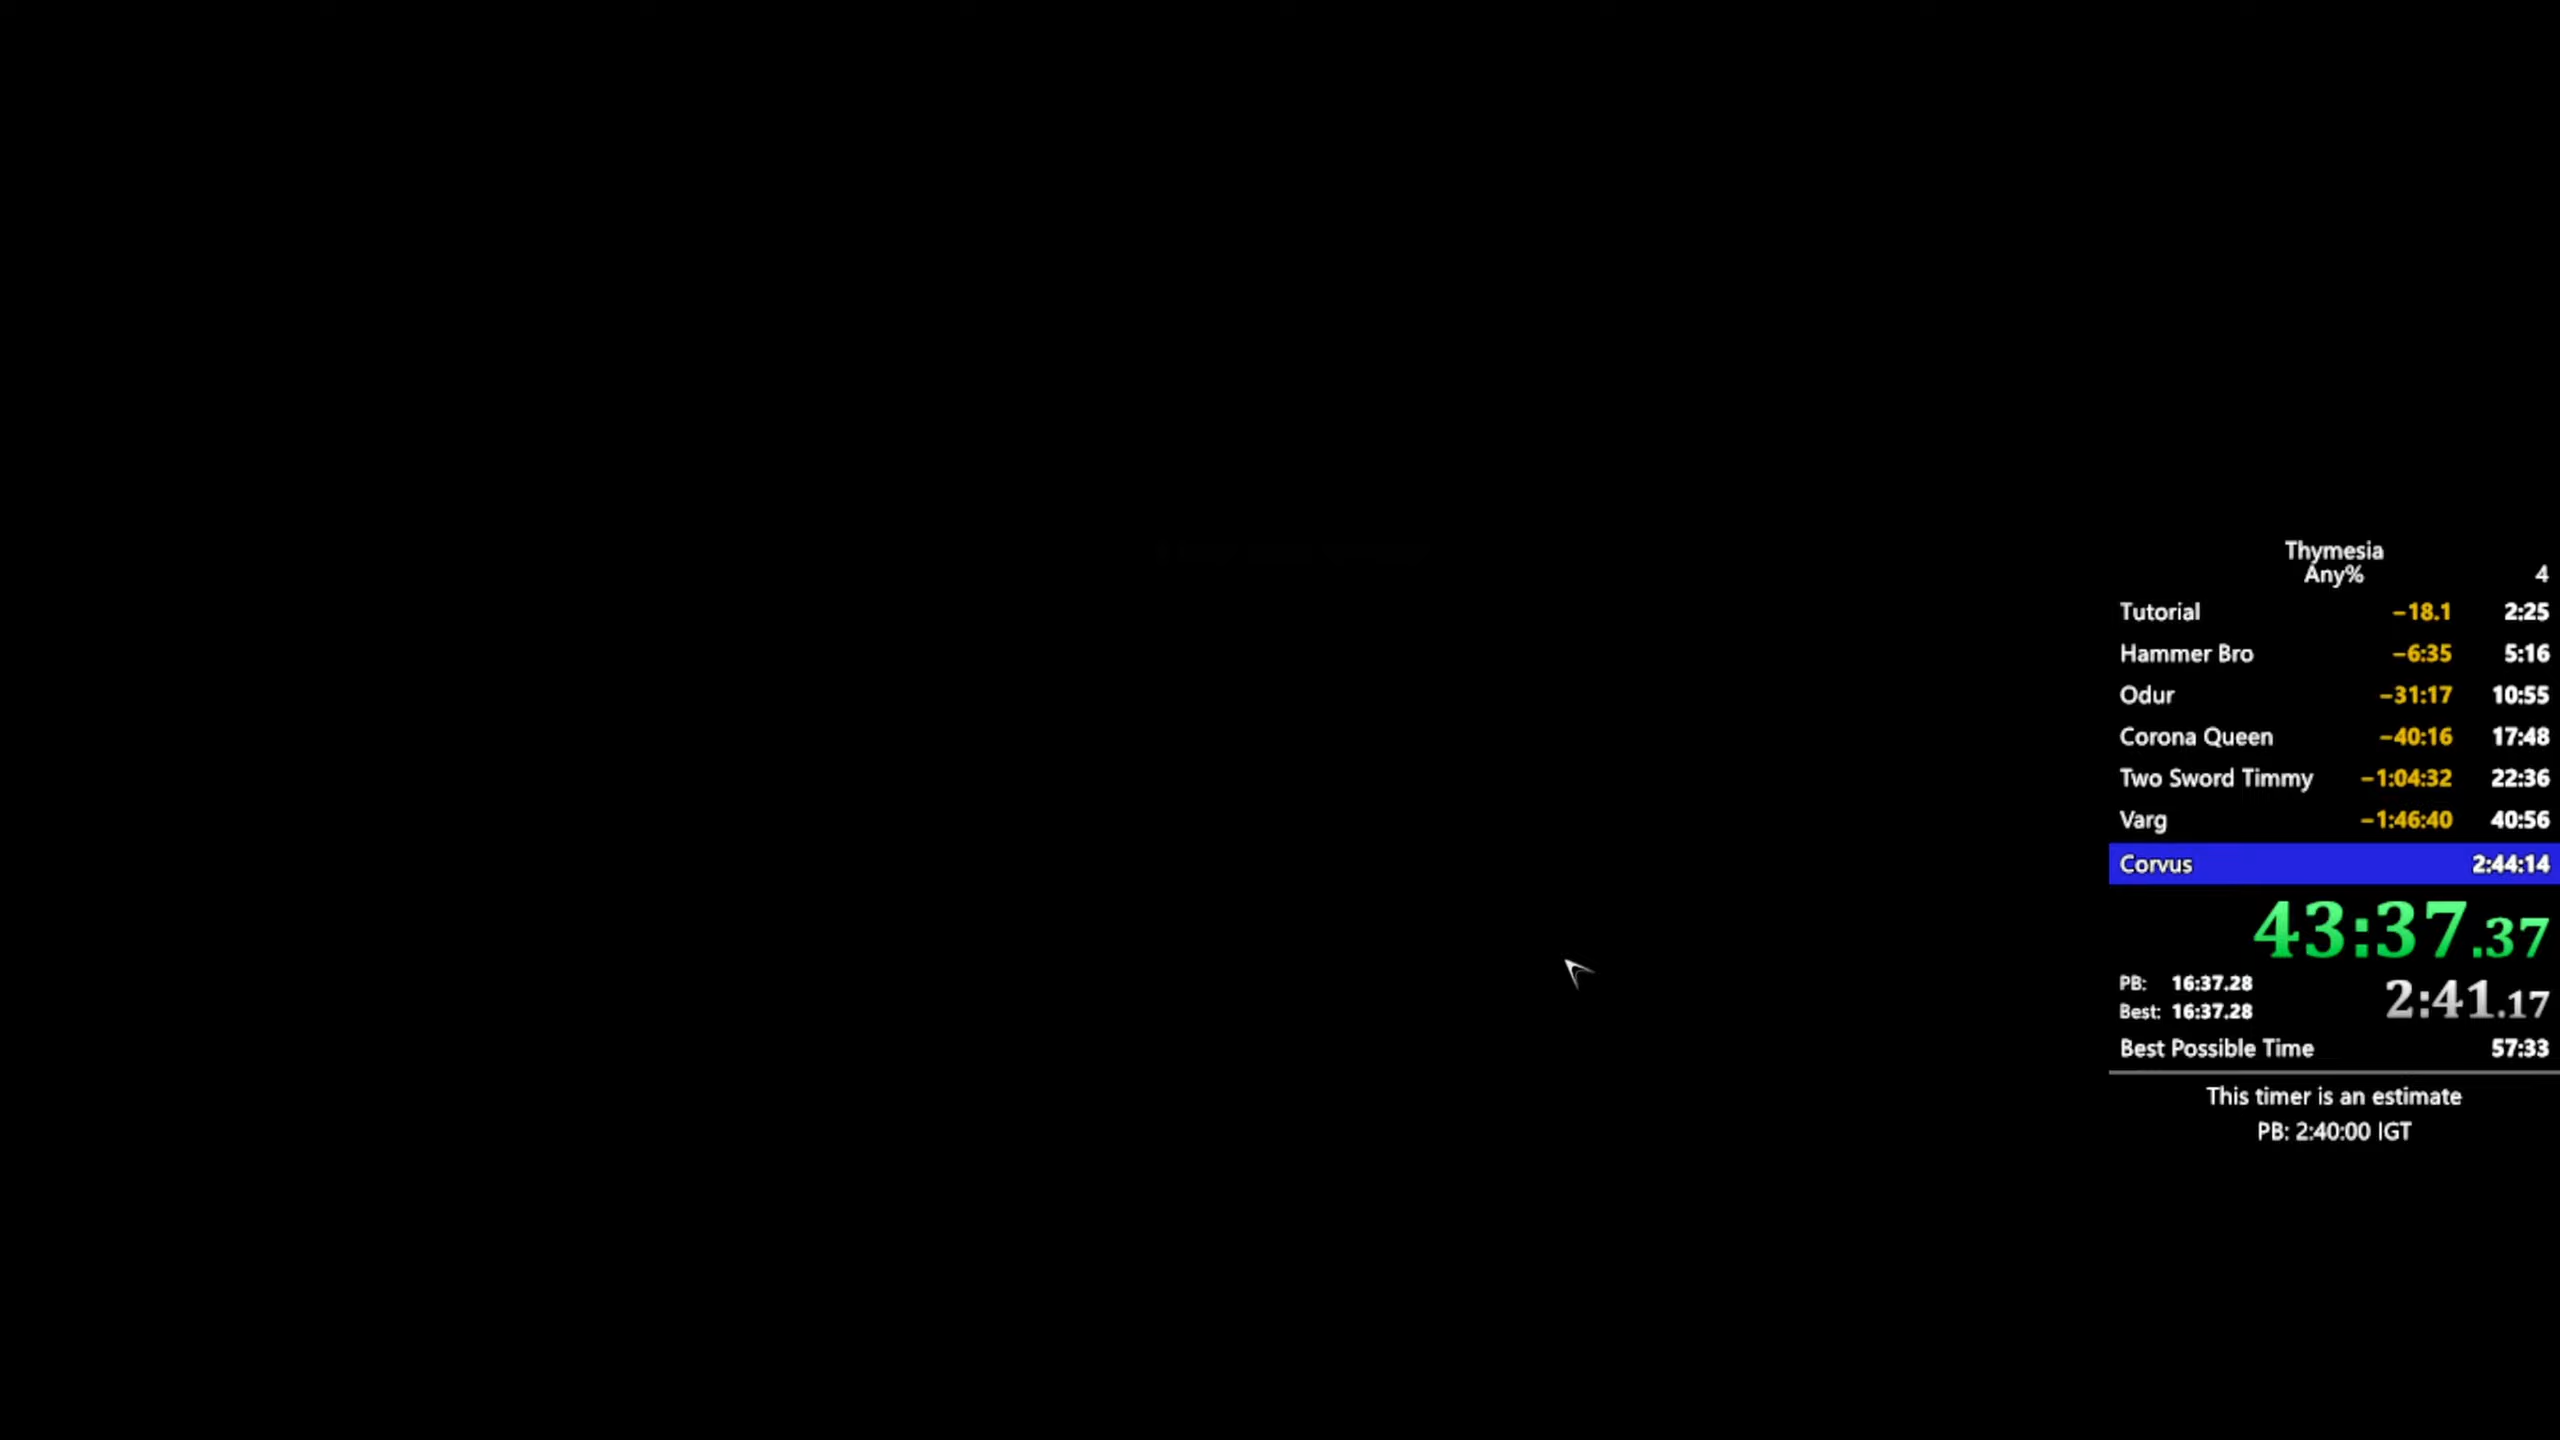 Thymesia
Any% 4
Tutorial −18.1 2:25
Hammer Bro −6:35 5:16
Odur −31:17 10:55
Corona Queen −40:16 17:48
Two Sword Timmy −1:04:32 22:36
Varg −1:46:40 40:56
Corvus 2:44:14
43:37.37
PB: 16:37.28
Best: 16:37.28
2:41.17
Best Possible Time 57:33
This timer is an estimate
PB: 2:40:00 IGT